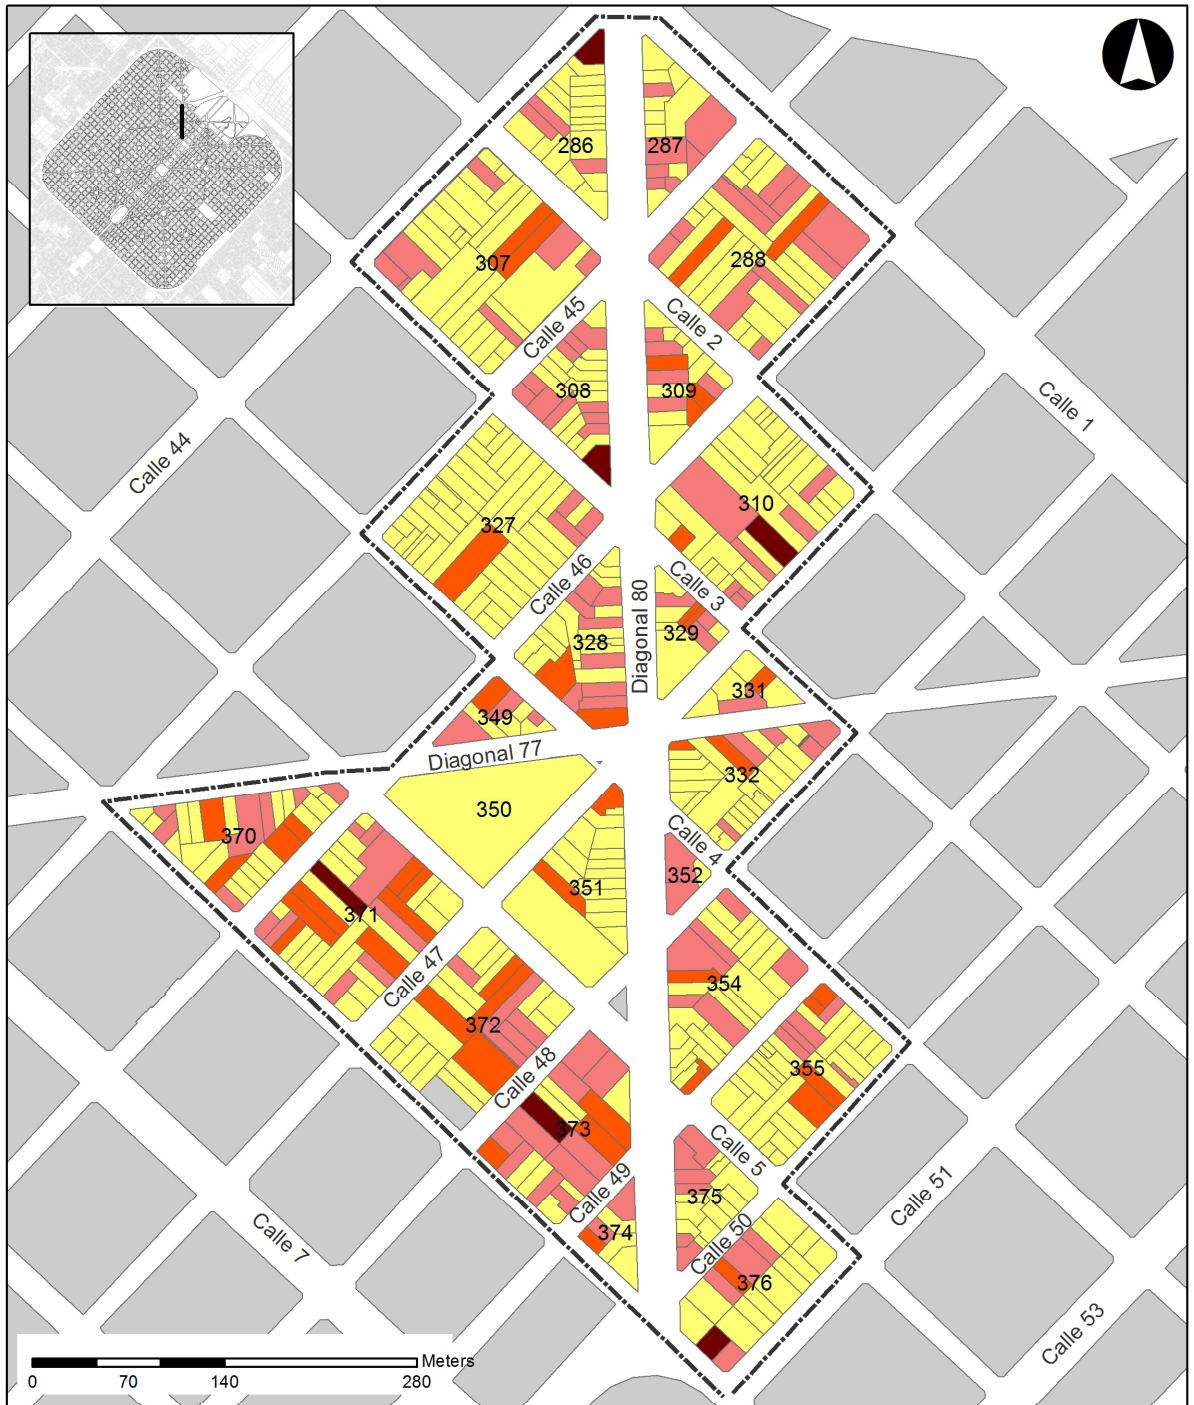 286
287
307
288
Calle 45
Calle 2
308
309
Calle 1
Calle 44
327
310
Calle 46
Calle 3
Diagonal 80
328
329
331
349
Diagonal 77
332
350
370
Calle 4
351
352
371
Calle 47
354
372
355
Calle 48
373
Calle 5
Calle 49
375
Calle 51
374
Calle 50
Calle 7
376
Calle 53
Meters
0 70 140 280